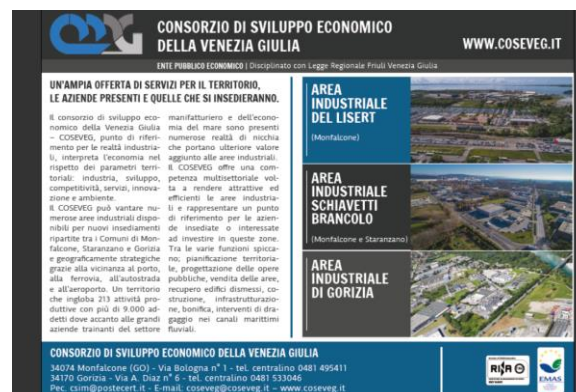 CONSORZIO DI SVILUPPO ECONOMICO
DELLA VENEZIA GIULIA
WWW.COSEVEG.IT
ENTE PUBBLICO ECONOMICO | Disciplinato con Legge Regionale Friuli Venezia Giulia
UN'AMPIA OFFERTA DI SERVIZI PER IL TERRITORIO,
LE AZIENDE PRESENTI E QUELLE CHE SI INSEDIERANNO.
Il consorzio di sviluppo eco-
nomico della Venezia Giulia
– COSEVEG, punto di riferi-
mento per le realtà industria-
li, interpreta l'economia nel
rispetto dei parametri terri-
toriali: industria, sviluppo,
competitività, servizi, innova-
zione e ambiente.
Il COSEVEG può vantare nu-
merose aree industriali dispo-
nibili per nuovi insediamenti
ripartite tra i Comuni di Mon-
falcone, Staranzano e Gorizia
e geograficamente strategiche
grazie alla vicinanza al porto,
alla ferrovia, all'autostrada
e all'aeroporto. Un territorio
che ingloba 213 attività pro-
duttive con più di 9.000 ad-
detti dove accanto alle grandi
aziende trainanti del settore
manifatturiero e dell'econo-
mia del mare sono presenti
numerose realtà di nicchia
che portano ulteriore valore
aggiunto alle aree industriali.
Il COSEVEG offre una com-
petenza multisettoriale vol-
ta a rendere attrattive ed
efficienti le aree industria-
li e rappresentare un punto
di riferimento per le azien-
de insediate o interessate
ad investire in queste zone.
Tra le varie funzioni spicca-
no; pianificazione territoria-
le, progettazione delle opere
pubbliche, vendita delle aree,
recupero edifici dismessi, co-
struzione, infrastrutturazio-
ne, bonifica, interventi di dra-
gaggio nei canali marittimi
fluviali.
AREA
INDUSTRIALE
DEL LISERT
(Monfalcone)
AREA
INDUSTRIALE
SCHIAVETTI
BRANCOLO
(Monfalcone e Staranzano)
AREA
INDUSTRIALE
DI GORIZIA
CONSORZIO DI SVILUPPO ECONOMICO DELLA VENEZIA GIULIA
34074 Monfalcone (GO) - Via Bologna n° 1 - tel. centralino 0481 495411
34170 Gorizia - Via A. Diaz n° 6 - tel. centralino 0481 533046
Pec. csim@postecert.it - E-mail: coseveg@coseveg.it – www.coseveg.it
EMAS